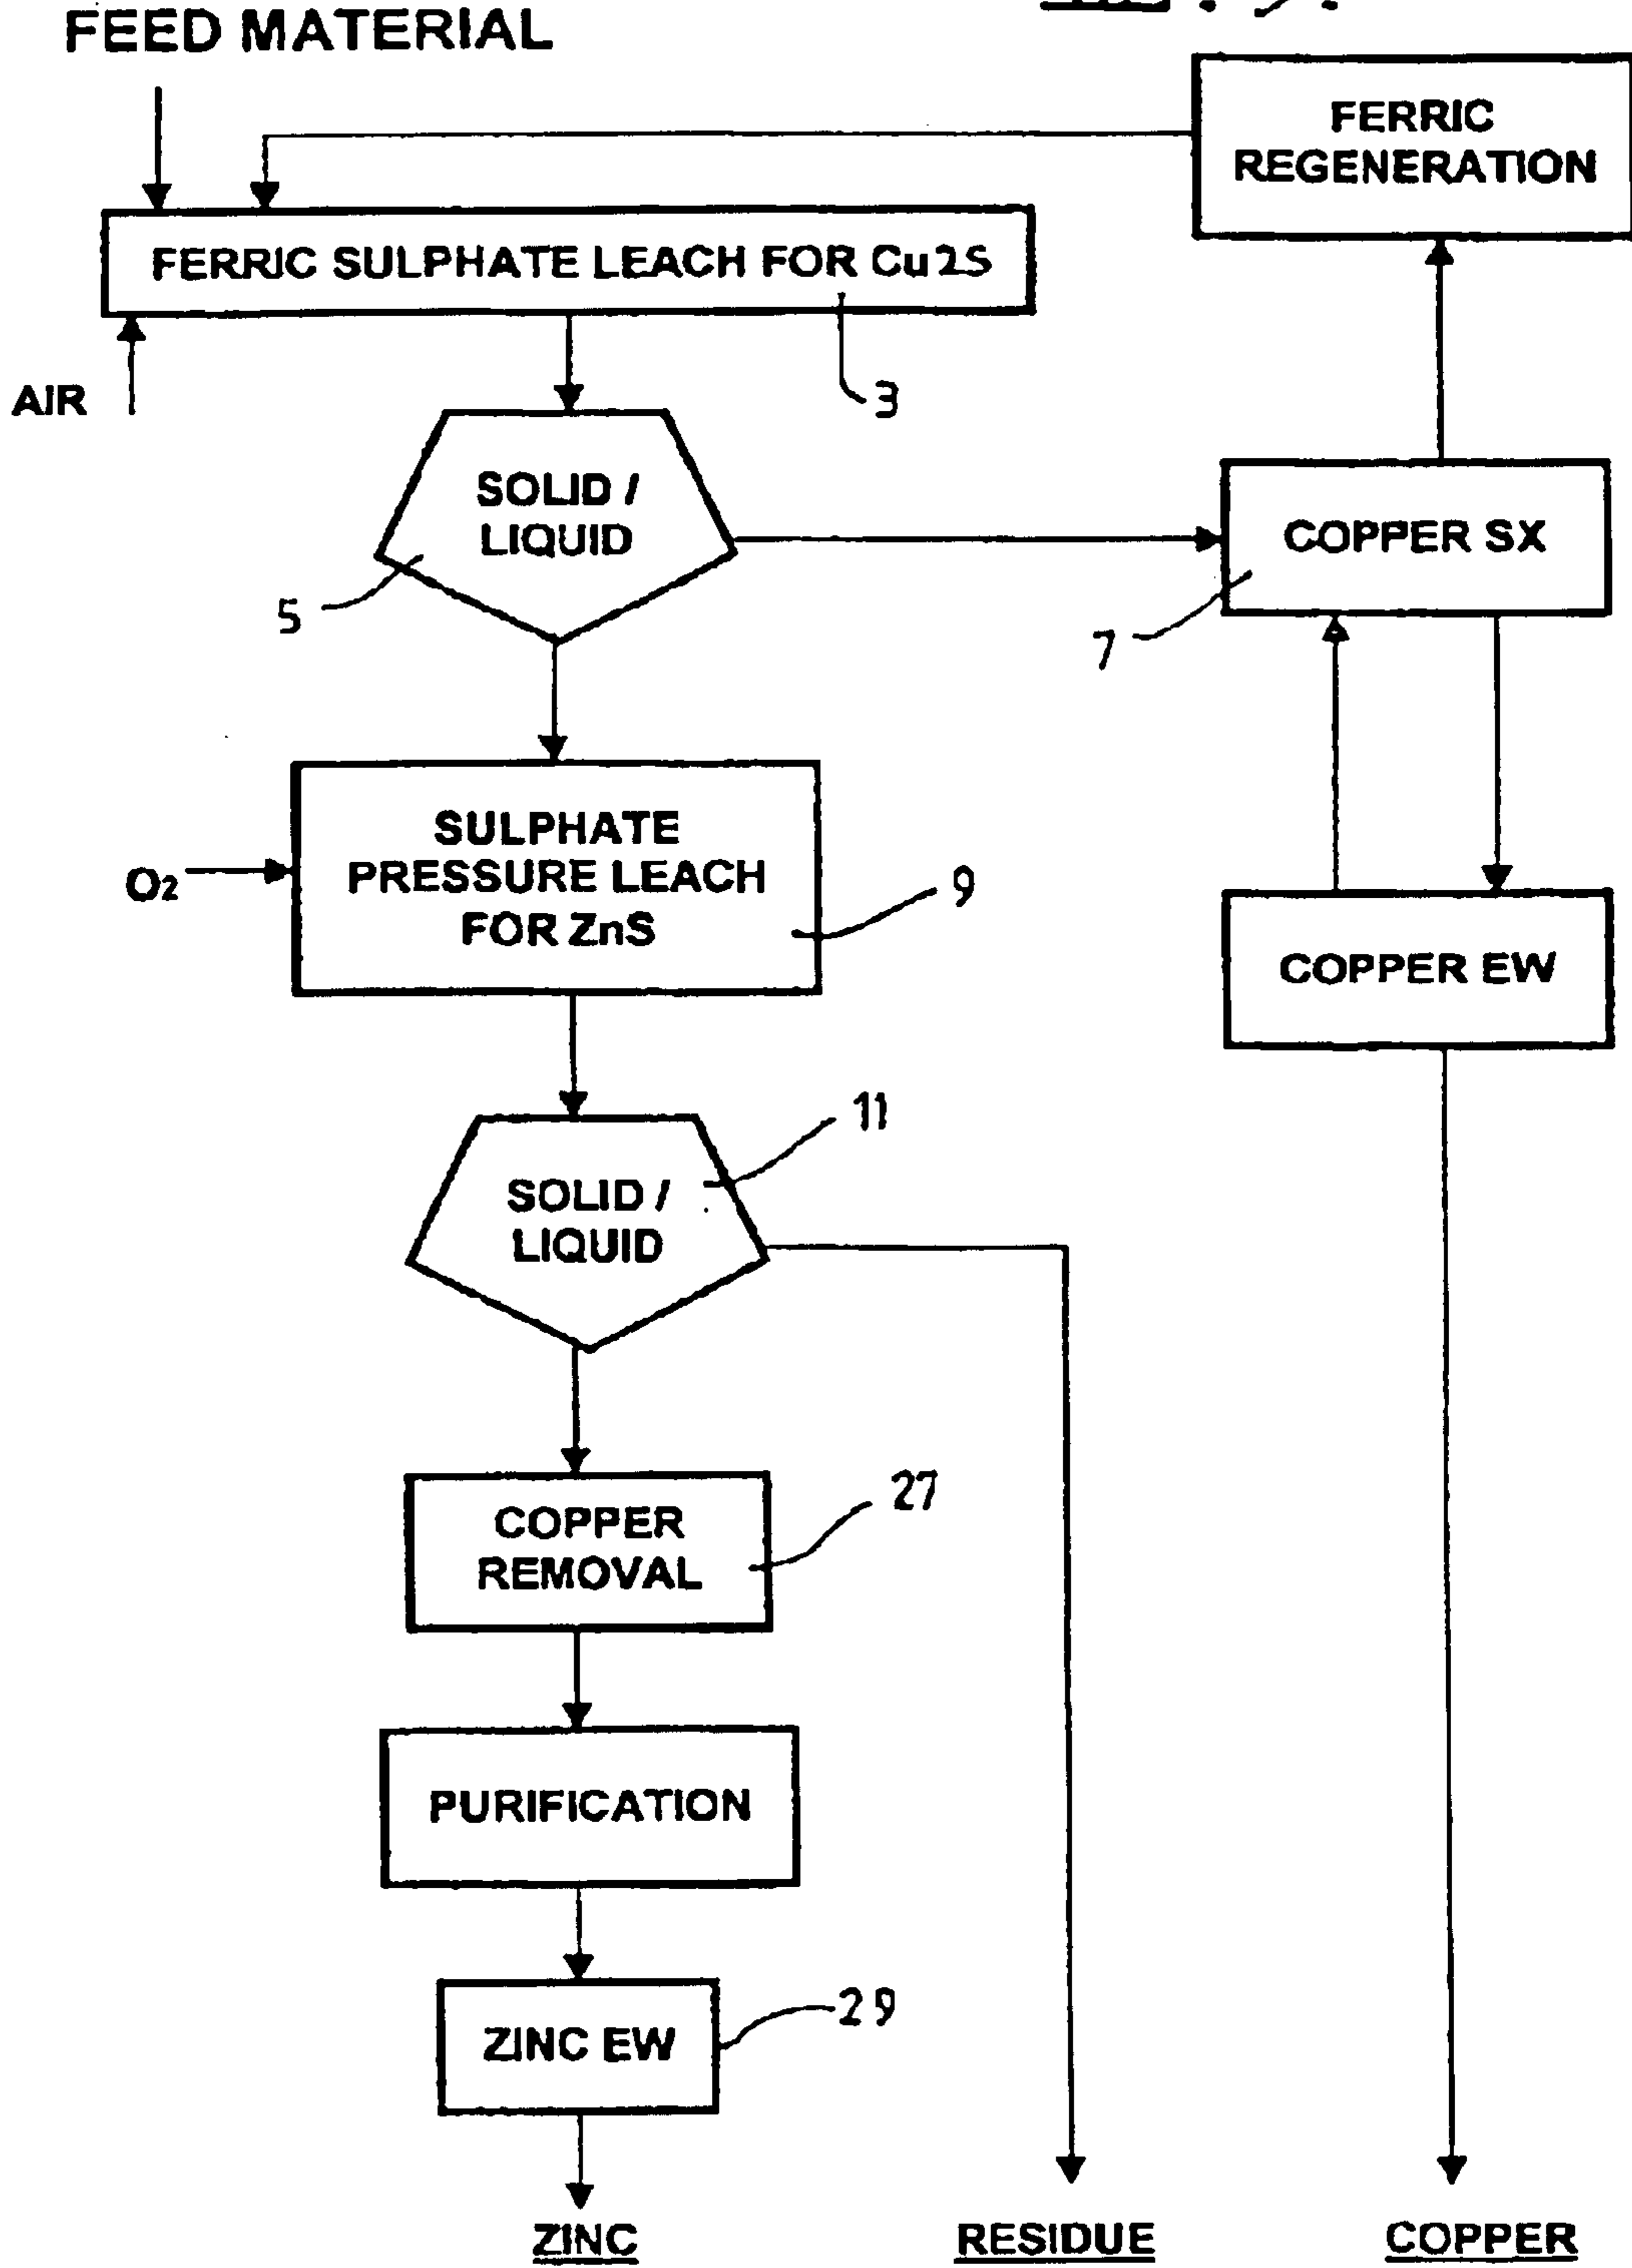 FEED MATERIAL
FERRIC
REGENERATION
FERRIC SULPHATE LEACH FOR Cu2S
AIR
3
SOLID /
LIQUID
5
COPPER SX
7
SULPHATE
PRESSURE LEACH
FOR ZnS
O2
9
COPPER EW
11
SOLID /
LIQUID
COPPER
REMOVAL
27
PURIFICATION
ZINC EW
29
ZINC
RESIDUE
COPPER